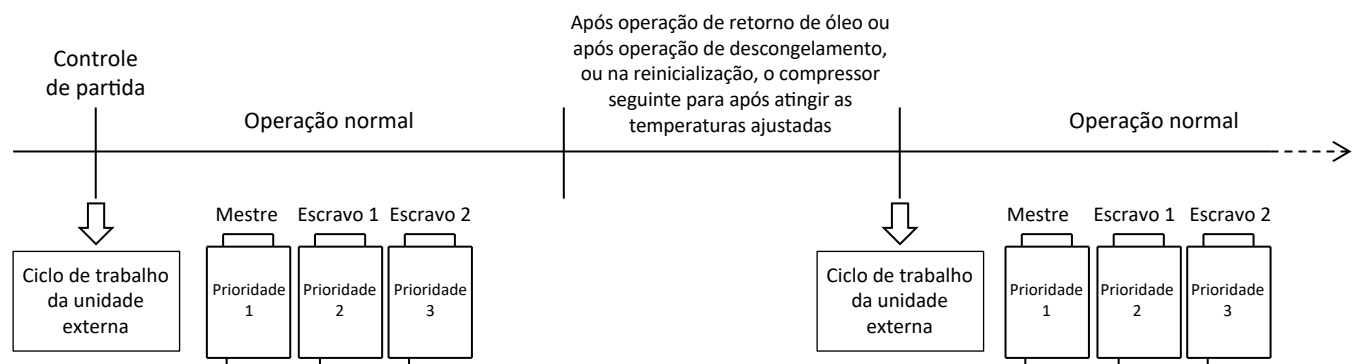 Controle
de partida
Operação normal
Após operação de retorno de óleo ou
após operação de descongelamento,
ou na reinicialização, o compressor
seguinte para após atingir as
temperaturas ajustadas
Operação normal
Ciclo de trabalho
da unidade
externa
Mestre
Escravo 1
Escravo 2
Prioridade
1
Prioridade
2
Prioridade
3
Ciclo de trabalho
da unidade
externa
Mestre
Escravo 1
Escravo 2
Prioridade
1
Prioridade
2
Prioridade
3